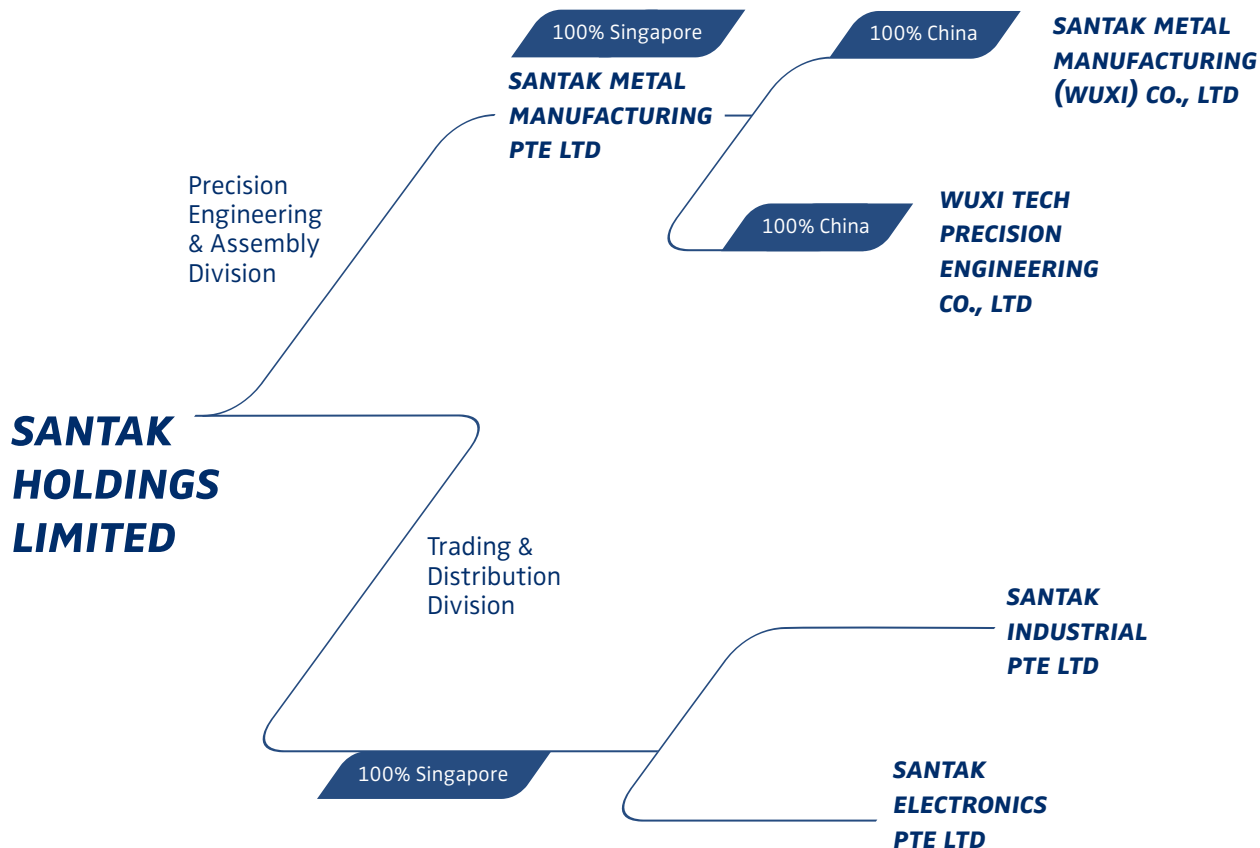 100% Singapore
SANTAK METAL
MANUFACTURING
PTE LTD
100% China
SANTAK METAL
MANUFACTURING
(WUXI) CO., LTD
100% China
WUXI TECH
PRECISION
ENGINEERING
CO., LTD
Precision
Engineering
& Assembly
Division
SANTAK
HOLDINGS
LIMITED
Trading &
Distribution
Division
100% Singapore
SANTAK
INDUSTRIAL
PTE LTD
SANTAK
ELECTRONICS
PTE LTD